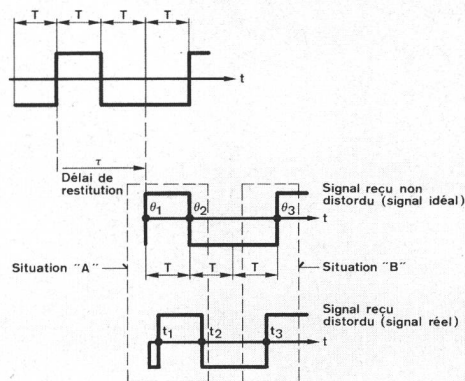 T T T T
t
τ
Délai de
restitution
Signal reçu non
distordu (signal idéal)
θ1 θ2 θ3
t
Situation "A" T T T Situation "B"
Signal reçu
distordu (signal réel)
t1 t2 t3
t